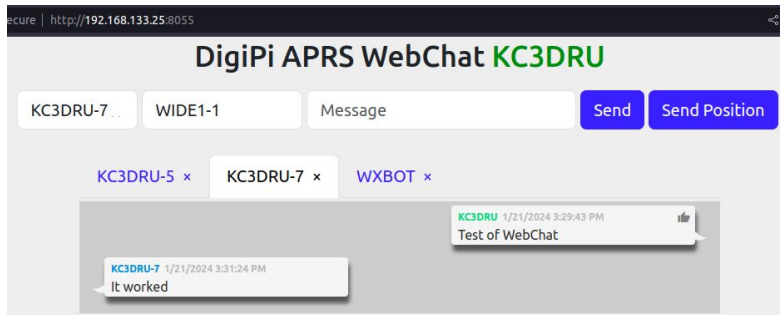 ecure | http://192.168.133.25:8055
DigiPi APRS WebChat KC3DRU
KC3DRU-7 WIDE1-1 Message Send Send Position
KC3DRU-5 × KC3DRU-7 × WXBOT ×
KC3DRU 1/21/2024 3:29:43 PM
Test of WebChat
KC3DRU-7 1/21/2024 3:31:24 PM
It worked